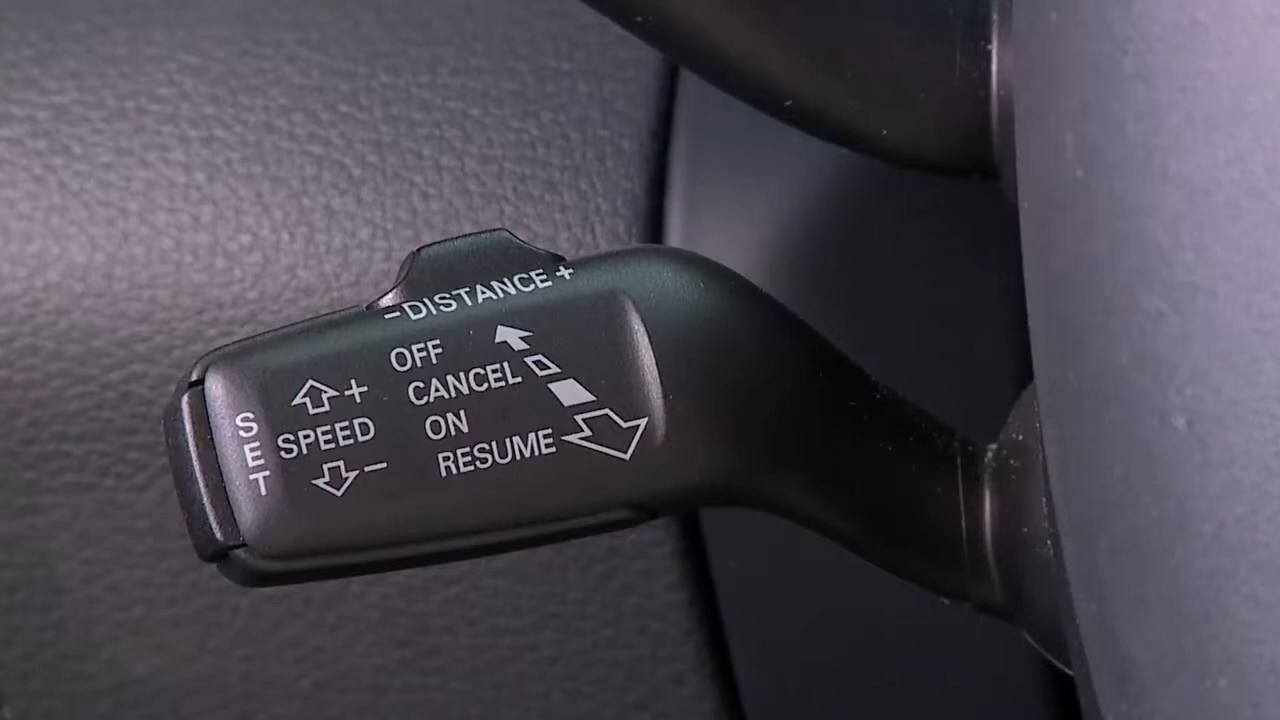 -DISTANCE+
OFF
CANCEL
ON
RESUME
+
SPEED
-
SET